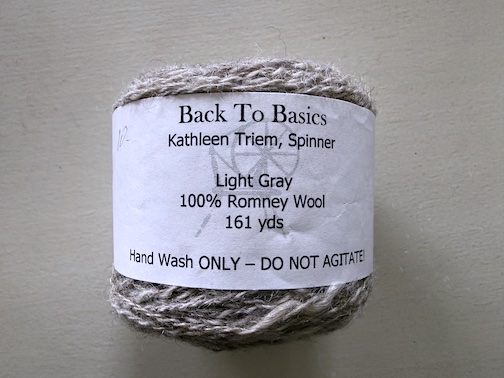 Back To Basics
Kathleen Triem, Spinner
Light Gray
100% Romney Wool
161 yds
Hand Wash ONLY – DO NOT AGITATE!